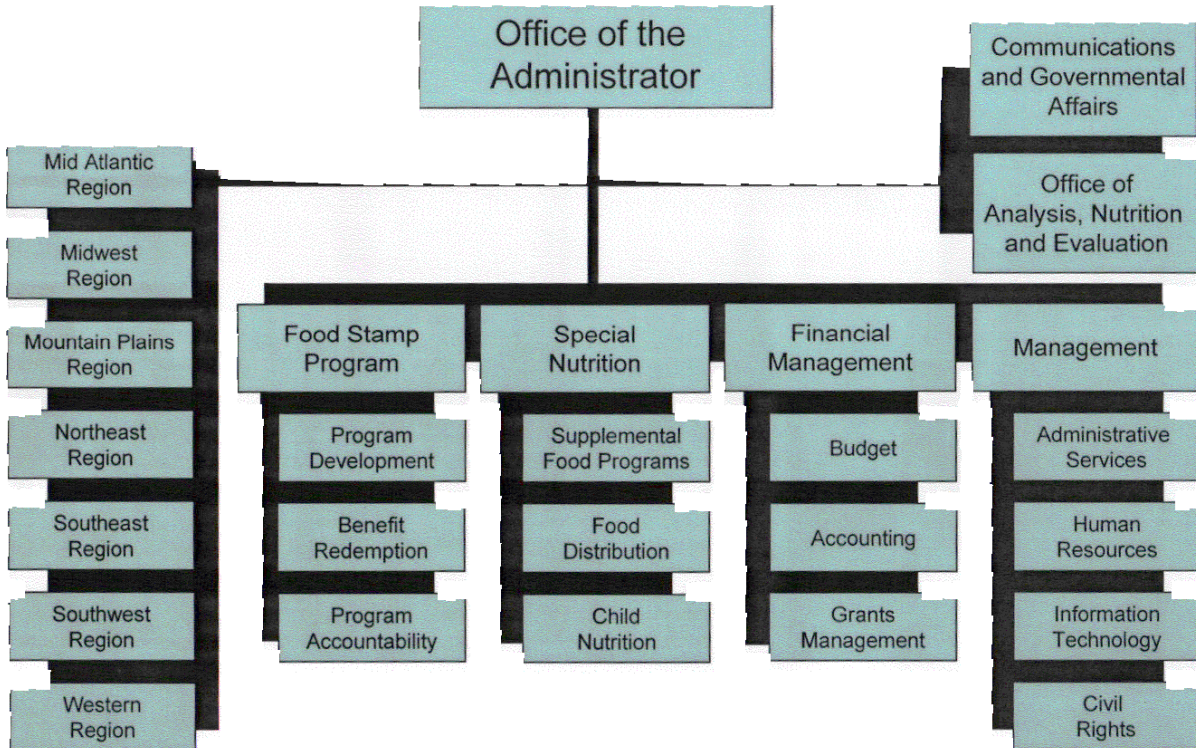 Office of the
Administrator
Communications
and Governmental
Affairs
Office of
Analysis, Nutrition
and Evaluation
Mid Atlantic
Region
Midwest
Region
Mountain Plains
Region
Northeast
Region
Southeast
Region
Southwest
Region
Western
Region
Food Stamp
Program
Program
Development
Benefit
Redemption
Program
Accountability
Special
Nutrition
Supplemental
Food Programs
Food
Distribution
Child
Nutrition
Financial
Management
Budget
Accounting
Grants
Management
Management
Administrative
Services
Human
Resources
Information
Technology
Civil
Rights